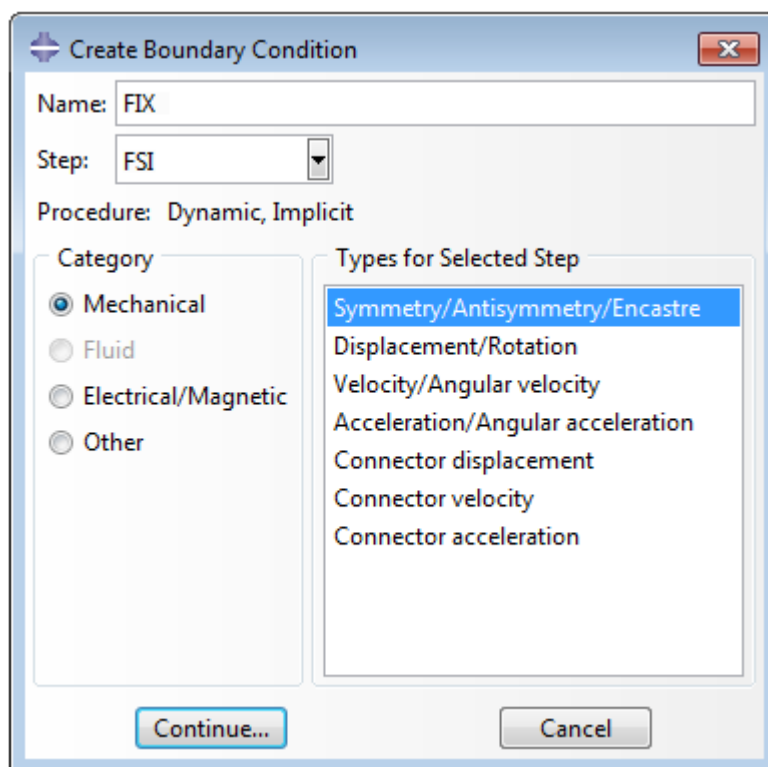 Create Boundary Condition
Name: FIX
Step: FSI
Procedure: Dynamic, Implicit
Category
Mechanical
Fluid
Electrical/Magnetic
Other
Types for Selected Step
Symmetry/Antisymmetry/Encastre
Displacement/Rotation
Velocity/Angular velocity
Acceleration/Angular acceleration
Connector displacement
Connector velocity
Connector acceleration
Continue... Cancel